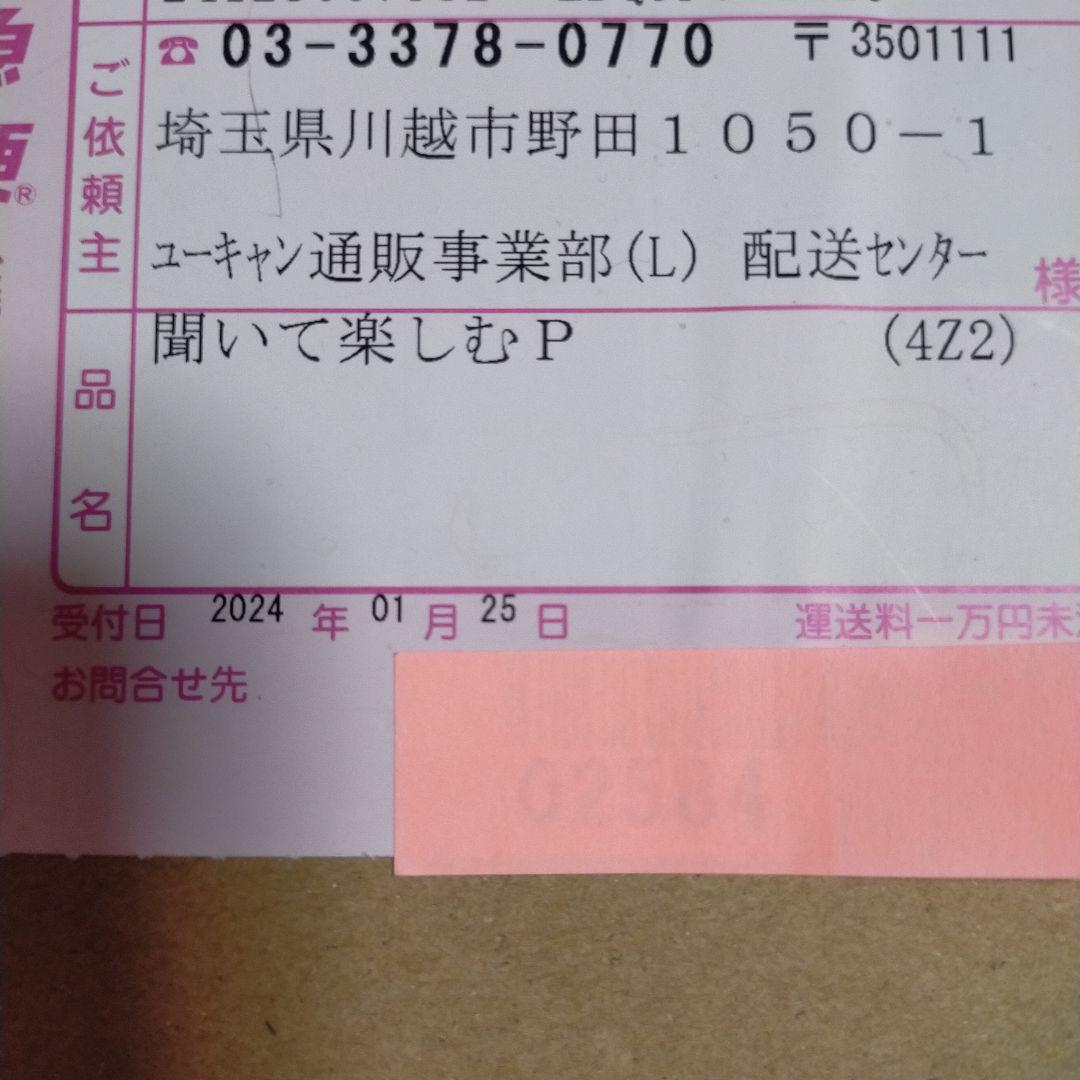 03-3378-0770 〒3501111
ご依頼主
埼玉県川越市野田１０５０－１
ユーキャン通販事業部(L) 配送センター
様
品名
聞いて楽しむＰ (4Z2)
受付日 2024 年 01 月 25 日 運送料一万円未
お問合せ先